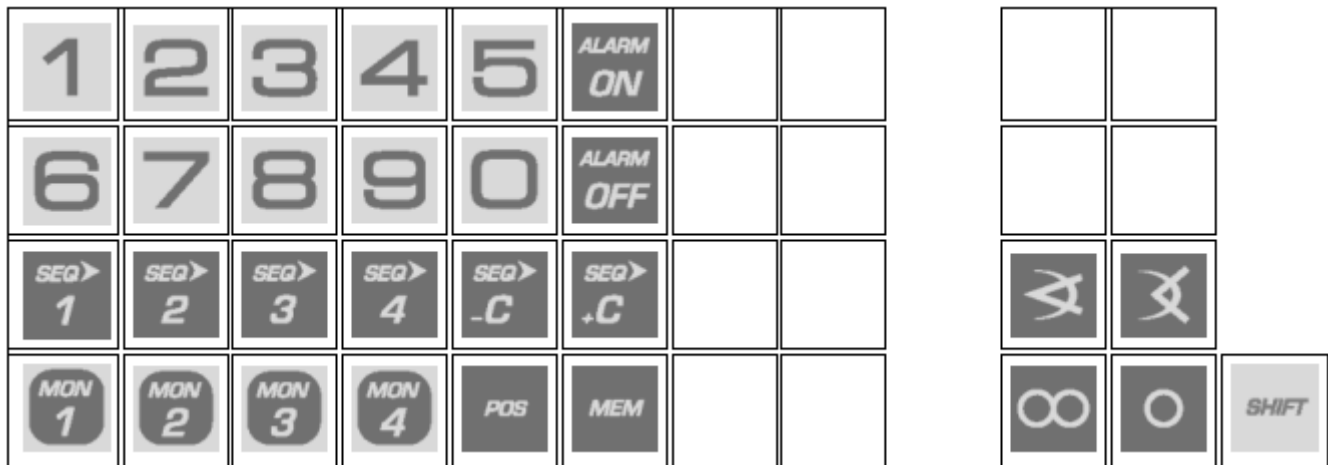 1 2 3 4 5 ALARM ON
6 7 8 9 0 ALARM OFF
SEQ 1 SEQ 2 SEQ 3 SEQ 4 SEQ -C SEQ +C
MON 1 MON 2 MON 3 MON 4 POS MEM SHIFT